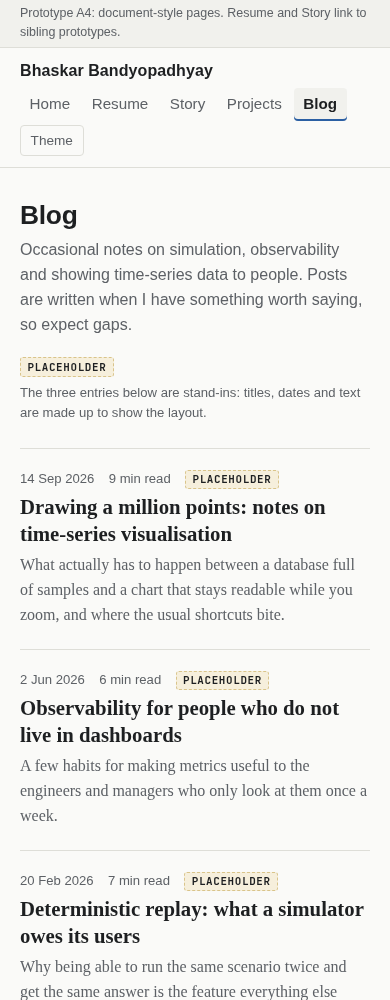 Prototype A4: document-style pages. Resume and Story link to
sibling prototypes.
Bhaskar Bandyopadhyay
Home Resume Story Projects Blog
Theme
Blog
Occasional notes on simulation, observability
and showing time-series data to people. Posts
are written when I have something worth saying,
so expect gaps.
PLACEHOLDER
The three entries below are stand-ins: titles, dates and text
are made up to show the layout.
14 Sep 2026 9 min read PLACEHOLDER
Drawing a million points: notes on
time-series visualisation
What actually has to happen between a database full
of samples and a chart that stays readable while you
zoom, and where the usual shortcuts bite.
2 Jun 2026 6 min read PLACEHOLDER
Observability for people who do not
live in dashboards
A few habits for making metrics useful to the
engineers and managers who only look at them once a
week.
20 Feb 2026 7 min read PLACEHOLDER
Deterministic replay: what a simulator
owes its users
Why being able to run the same scenario twice and
get the same answer is the feature everything else